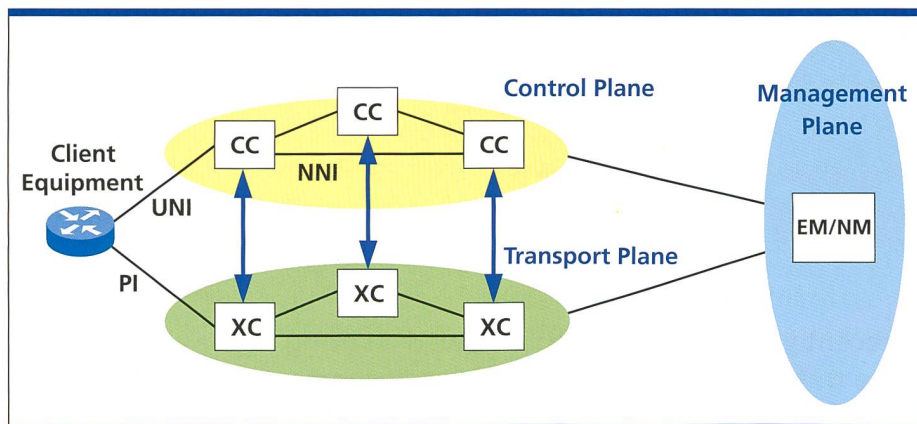 Control Plane
Management
Plane
CC
CC
CC
NNI
Client
Equipment
UNI
EM/NM
Transport Plane
PI
XC
XC
XC